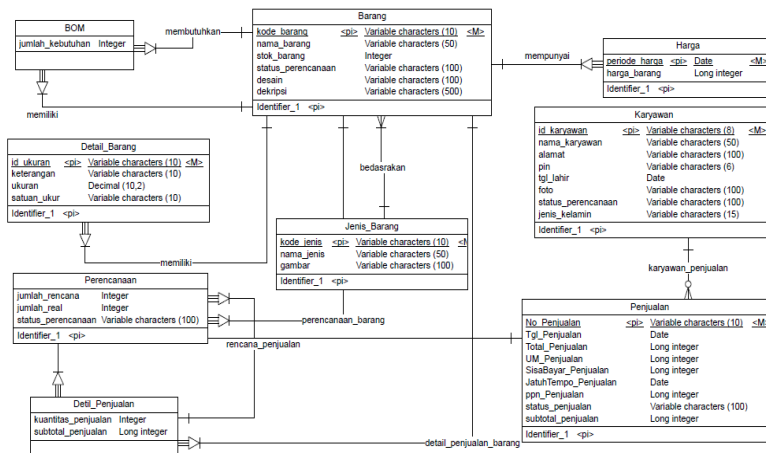 BOM
jumlah_kebutuhan Integer
membutuhkan
memiliki
Barang
kode_barang <pi> Variable characters (10) <M>
nama_barang Variable characters (50)
stok_barang Integer
status_perencanaan Variable characters (100)
desain Variable characters (100)
dekripsi Variable characters (500)
Identifier_1 <pi>
mempunyai
Harga
periode_harga <pi> Date <M>
harga_barang Long integer
Identifier_1 <pi>
Karyawan
id_karyawan <pi> Variable characters (8) <M>
nama_karyawan Variable characters (50)
alamat Variable characters (100)
pin Variable characters (6)
tgl_lahir Date
foto Variable characters (100)
status_perencanaan Variable characters (100)
jenis_kelamin Variable characters (15)
Identifier_1 <pi>
Detail_Barang
id_ukuran <pi> Variable characters (10) <M>
keterangan Variable characters (10)
ukuran Decimal (10,2)
satuan_ukur Variable characters (10)
Identifier_1 <pi>
memiliki
bedasrakan
Jenis_Barang
kode_jenis <pi> Variable characters (10) <M
nama_jenis Variable characters (50)
gambar Variable characters (100)
Identifier_1 <pi>
karyawan_penjualan
Perencanaan
jumlah_rencana Integer
jumlah_real Integer
status_perencanaan Variable characters (100)
Identifier_1 <pi>
perencanaan_barang
rencana_penjualan
Penjualan
No_Penjualan <pi> Variable characters (10) <M>
Tgl_Penjualan Date
Total_Penjualan Long integer
UM_Penjualan Long integer
SisaBayar_Penjualan Long integer
JatuhTempo_Penjualan Date
ppn_Penjualan Long integer
status_penjualan Variable characters (100)
subtotal_penjualan Long integer
Identifier_1 <pi>
Detil_Penjualan
kuantitas_penjualan Integer
subtotal_penjualan Long integer
detail_penjualan_barang